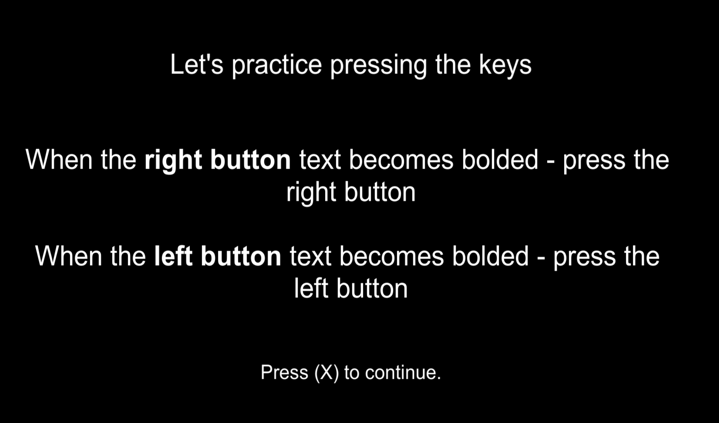 Let's practice pressing the keys
When the right button text becomes bolded - press the
right button
When the left button text becomes bolded - press the
left button
Press (X) to continue.